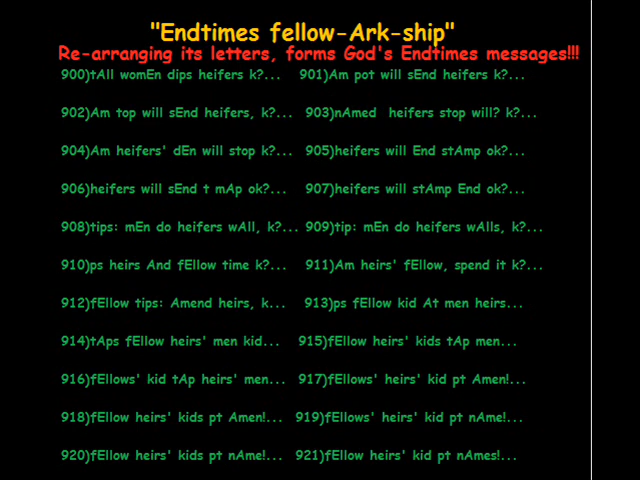 "Endtimes fellow-Ark-ship"
Re-arranging its letters, forms God's Endtimes messages!!!
900)tAll womEn dips heifers k?... 901)Am pot will sEnd heifers k?...
902)Am top will sEnd heifers, k?... 903)nAmed heifers stop will? k?...
904)Am heifers' dEn will stop k?... 905)heifers will End stAmp ok?...
906)heifers will sEnd t mAp ok?... 907)heifers will stAmp End ok?...
908)tips: mEn do heifers wAll, k?... 909)tip: mEn do heifers wAlls, k?...
910)ps heirs And fEllow time k?... 911)Am heirs' fEllow, spend it k?...
912)fEllow tips: Amend heirs, k... 913)ps fEllow kid At men heirs...
914)tAps fEllow heirs' men kid... 915)fEllow heirs' kids tAp men...
916)fEllows' kid tAp heirs' men... 917)fEllows' heirs' kid pt Amen!...
918)fEllow heirs' kids pt Amen!... 919)fEllows' heirs' kid pt nAme!...
920)fEllow heirs' kids pt nAme!... 921)fEllow heirs' kid pt nAmes!...